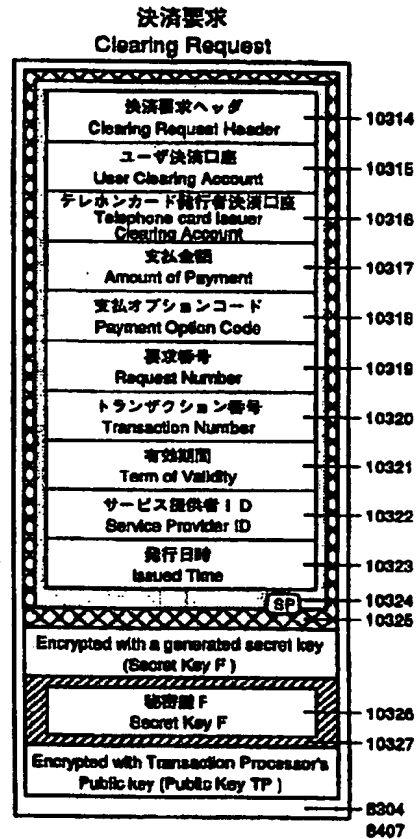 決済要求
Clearing Request
決済要求ヘッダ
Clearing Request Header
10314
ユーザ決済口座
User Clearing Account
10315
テレホンカード発行者決済口座
Telephone card Issuer
Clearing Account
10316
支払金額
Amount of Payment
10317
支払オプションコード
Payment Option Code
10318
要求番号
Request Number
10319
トランザクション番号
Transaction Number
10320
有効期間
Term of Validity
10321
サービス提供者ID
Service Provider ID
10322
発行日時
Issued Time
10323
SP
10324
10325
Encrypted with a generated secret key
(Secret Key F )
秘密鍵 F
Secret Key F
10326
10327
Encrypted with Transaction Processor's
Public key (Public Key TP )
8304
8407